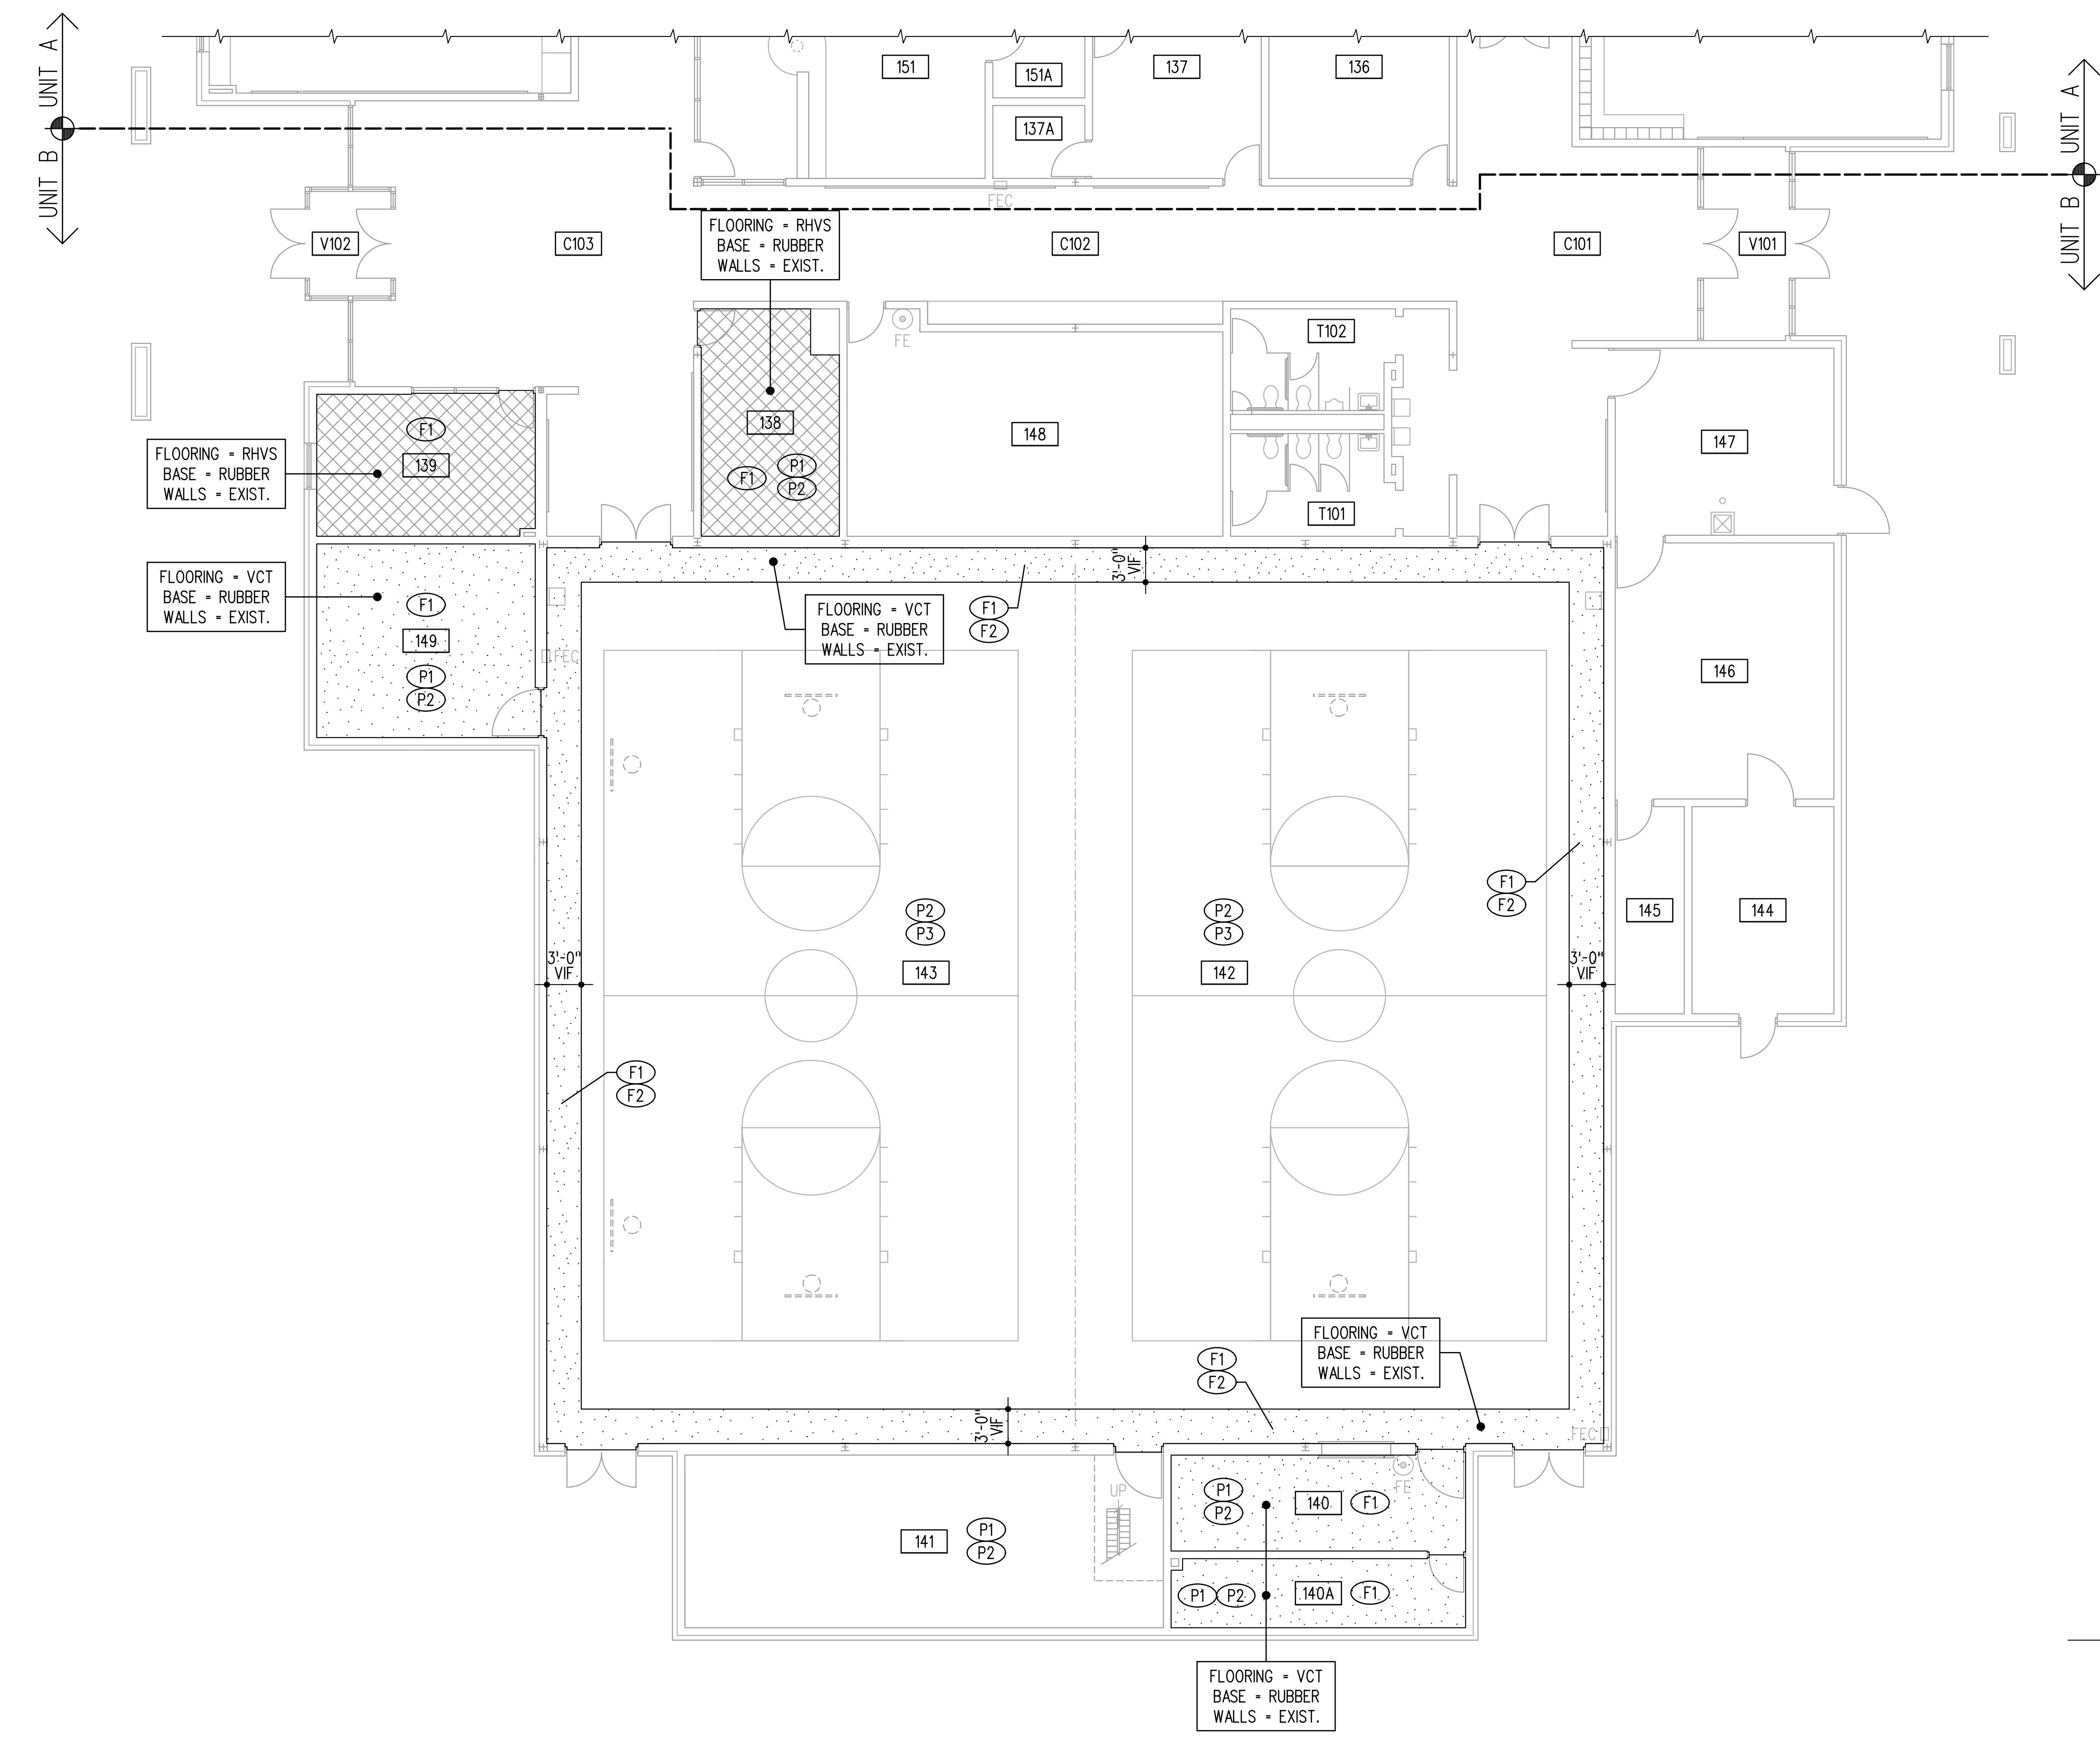 UNIT A
UNIT B
UNIT A
UNIT B
151
151A
137
136
137A
FEC
V102
C103
FLOORING = RHVS
BASE = RUBBER
WALLS = EXIST.
C102
C101
V101
FE
T102
138
148
F1
139
F1
P1
P2
T101
147
FLOORING = RHVS
BASE = RUBBER
WALLS = EXIST.
FLOORING = VCT
BASE = RUBBER
WALLS = EXIST.
F1
149
P1
P2
FEC
FLOORING = VCT
BASE = RUBBER
WALLS = EXIST.
F1
F2
3'-0"
VIF
146
P2
P3
143
P2
P3
142
F1
F2
145
144
3'-0"
VIF
3'-0"
VIF
F1
F2
FLOORING = VCT
BASE = RUBBER
WALLS = EXIST.
F1
F2
3'-0"
VIF
FEC
UP
FE
P1
P2
140
F1
141
P1
P2
P1
P2
140A
F1
FLOORING = VCT
BASE = RUBBER
WALLS = EXIST.